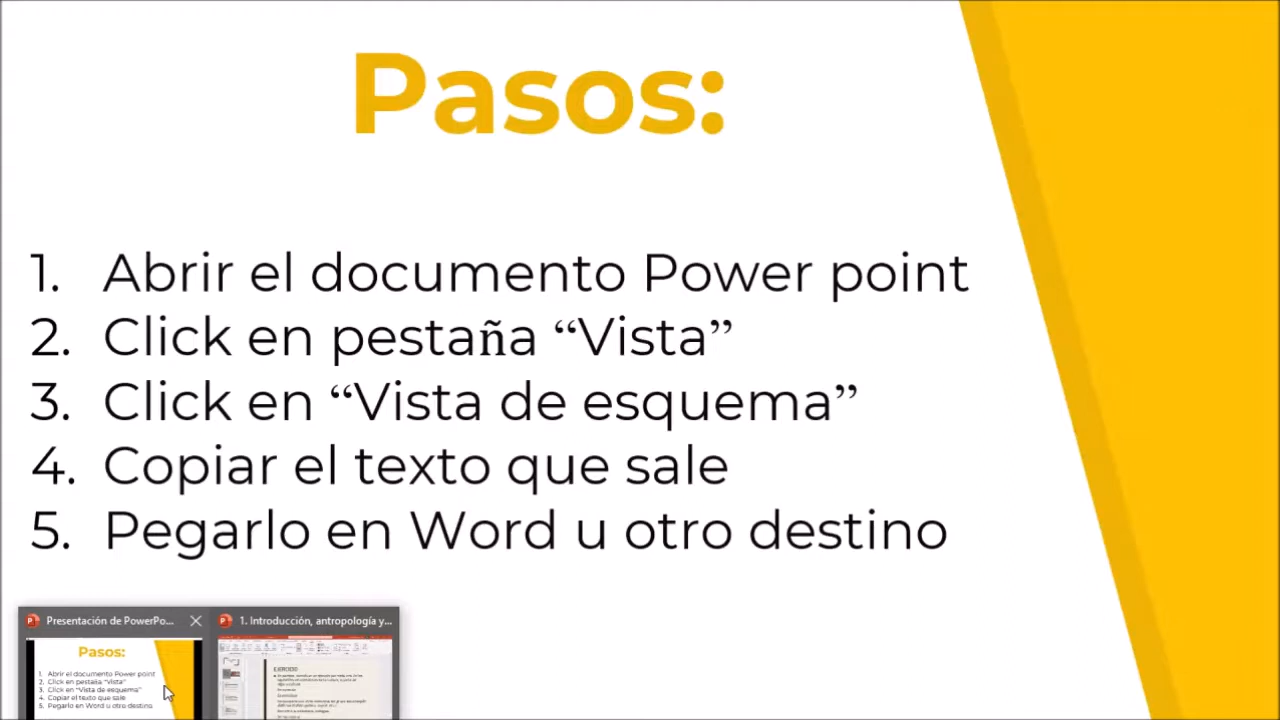 Pasos:
1. Abrir el documento Power point
2. Click en pestaña “Vista”
3. Click en “Vista de esquema”
4. Copiar el texto que sale
5. Pegarlo en Word u otro destino
Presentación de PowerPo...
1. Introducción, antropología y...
Pasos:
1. Abrir el documento Power point
2. Click en pestaña “Vista”
3. Click en “Vista de esquema”
4. Copiar el texto que sale
5. Pegarlo en Word u otro destino
EJERCICIO